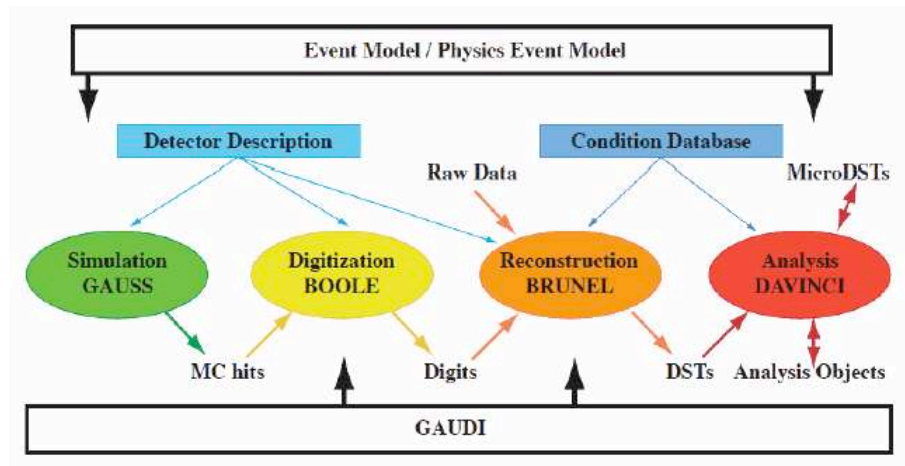 Event Model / Physics Event Model
Detector Description
Condition Database
Raw Data
MicroDSTs
Simulation
GAUSS
Digitization
BOOLE
Reconstruction
BRUNEL
Analysis
DAVINCI
MC hits
Digits
DSTs
Analysis Objects
GAUDI